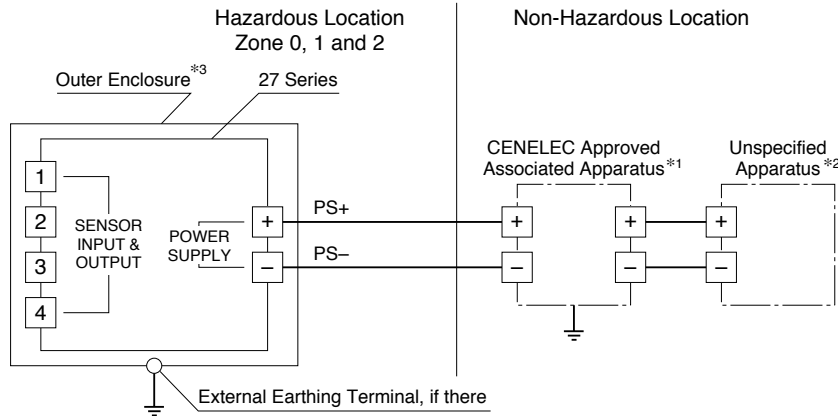 Hazardous Location
Zone 0, 1 and 2
Non-Hazardous Location
Outer Enclosure*3
27 Series
CENELEC Approved
Associated Apparatus*1
Unspecified
Apparatus*2
1
2
3
4
SENSOR
INPUT &
OUTPUT
POWER
SUPPLY
+
–
PS+
PS–
+
–
+
–
+
–
External Earthing Terminal, if there